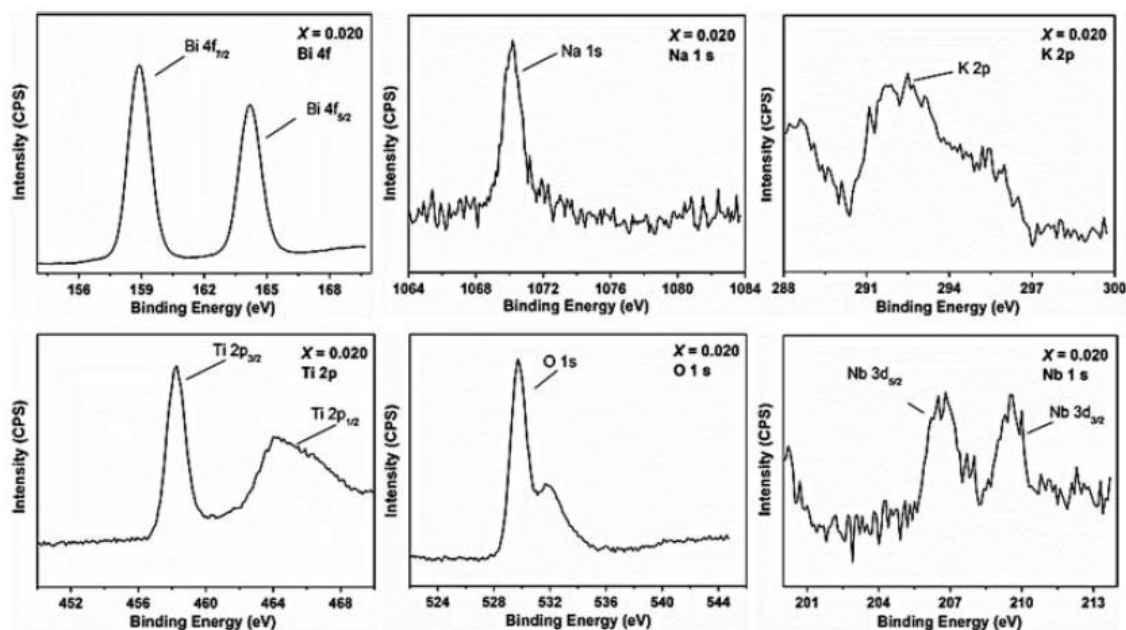 X = 0.020
Bi 4f
Bi 4f7/2
Bi 4f5/2
Intensity (CPS)
156 159 162 165 168
Binding Energy (eV)
X = 0.020
Na 1 s
Na 1s
Intensity (CPS)
1064 1068 1072 1076 1080 1084
Binding Energy (eV)
X = 0.020
K 2p
K 2p
Intensity (CPS)
288 291 294 297 300
Binding Energy (eV)
X = 0.020
Ti 2p
Ti 2p3/2
Ti 2p1/2
Intensity (CPS)
452 456 460 464 468
Binding Energy (eV)
X = 0.020
O 1 s
O 1s
Intensity (CPS)
524 528 532 536 540 544
Binding Energy (eV)
X = 0.020
Nb 1 s
Nb 3d5/2
Nb 3d3/2
Intensity (CPS)
201 204 207 210 213
Binding Energy (eV)